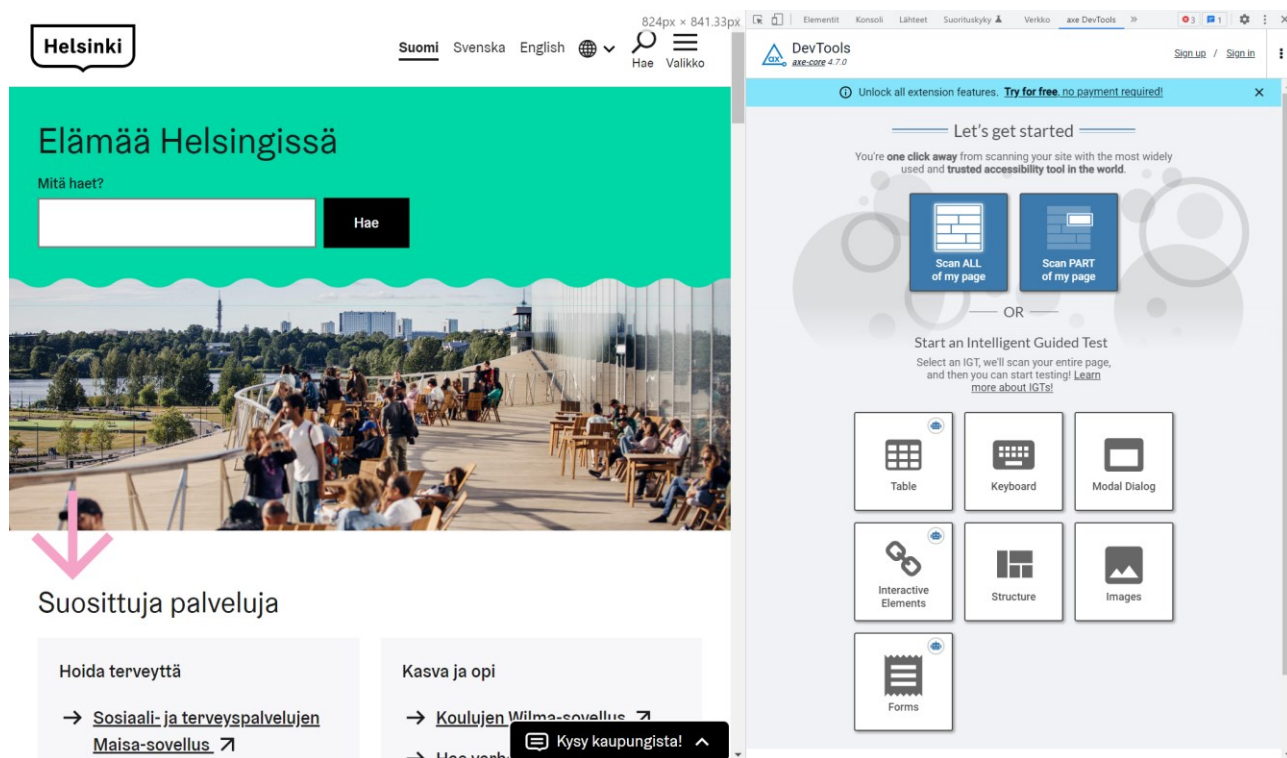 Helsinki
Suomi Svenska English
Hae Valikko
824px × 841.33px
Elämää Helsingissä
Mitä haet?
Hae
Suosittuja palveluja
Hoida terveyttä
Sosiaali- ja terveyspalvelujen
Maisa-sovellus
Kasva ja opi
Koulujen Wilma-sovellus
Kysy kaupungista!
Elementit Konsoli Lähteet Suorituskyky Verkko axe DevTools » 3 1
ax DevTools
axe-core 4.7.0
Sign up / Sign in
Unlock all extension features. Try for free, no payment required!
Let's get started
You're one click away from scanning your site with the most widely
used and trusted accessibility tool in the world.
Scan ALL
of my page
Scan PART
of my page
OR
Start an Intelligent Guided Test
Select an IGT, we'll scan your entire page,
and then you can start testing! Learn
more about IGTs!
Table
Keyboard
Modal Dialog
Interactive
Elements
Structure
Images
Forms